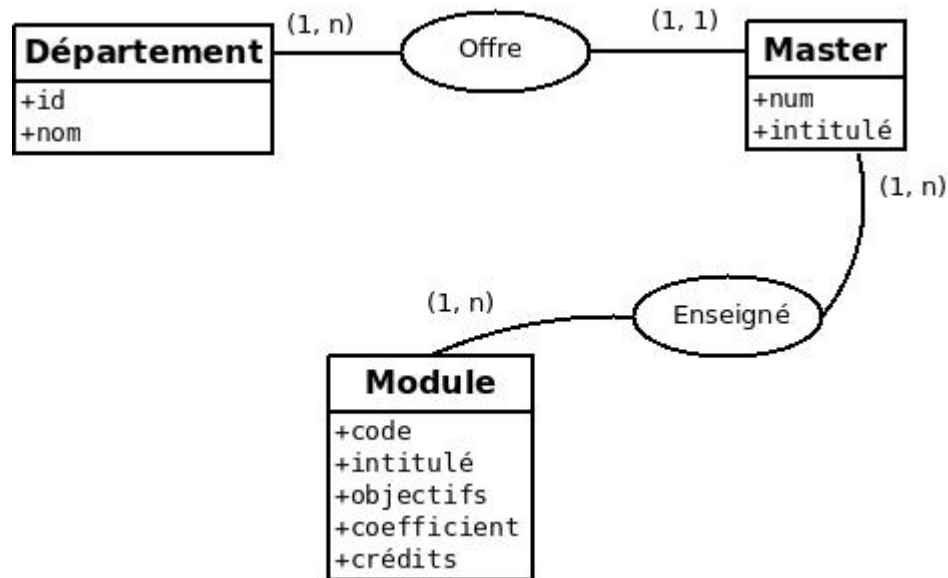 Département
+id
+nom
(1, n)
Offre
(1, 1)
Master
+num
+intitulé
(1, n)
Enseigné
(1, n)
Module
+code
+intitulé
+objectifs
+coefficient
+crédits